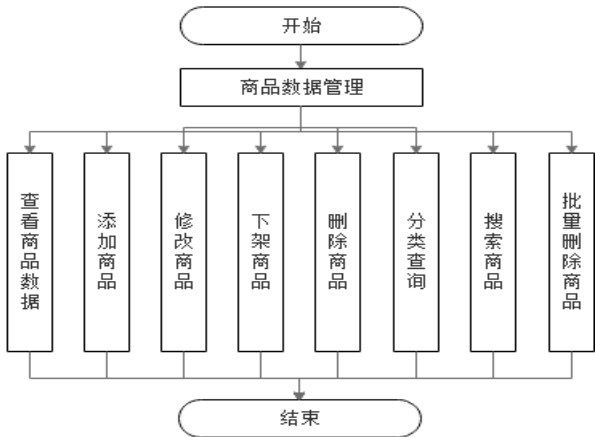 开始
商品数据管理
查看商品数据
添加商品
修改商品
下架商品
删除商品
分类查询
搜索商品
批量删除商品
结束